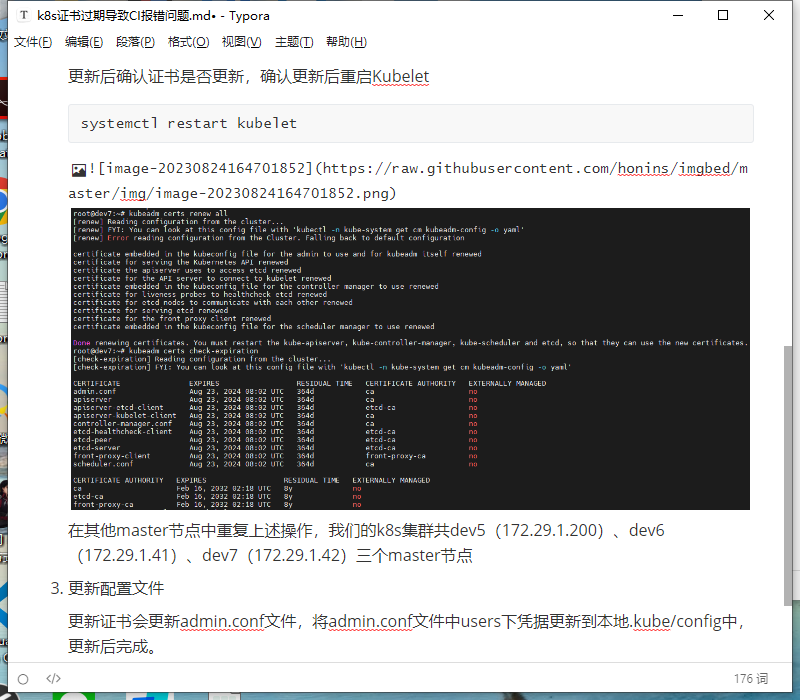 k8s证书过期导致CI报错问题.md• - Typora
文件(F) 编辑(E) 段落(P) 格式(O) 视图(V) 主题(T) 帮助(H)
更新后确认证书是否更新，确认更新后重启Kubelet
systemctl restart kubelet
![image-20230824164701852](https://raw.githubusercontent.com/honins/imgbed/m
aster/img/image-20230824164701852.png)
root@dev7:~# kubeadm certs renew all
[renew] Reading configuration from the cluster...
[renew] FYI: You can look at this config file with 'kubectl -n kube-system get cm kubeadm-config -o yaml'
[renew] Error reading configuration from the Cluster. Falling back to default configuration
certificate embedded in the kubeconfig file for the admin to use and for kubeadm itself renewed
certificate for serving the Kubernetes API renewed
certificate the apiserver uses to access etcd renewed
certificate for the API server to connect to kubelet renewed
certificate embedded in the kubeconfig file for the controller manager to use renewed
certificate for liveness probes to healthcheck etcd renewed
certificate for etcd nodes to communicate with each other renewed
certificate for serving etcd renewed
certificate for the front proxy client renewed
certificate embedded in the kubeconfig file for the scheduler manager to use renewed
Done renewing certificates. You must restart the kube-apiserver, kube-controller-manager, kube-scheduler and etcd, so that they can use the new certificates.
root@dev7:~# kubeadm certs check-expiration
[check-expiration] Reading configuration from the cluster...
[check-expiration] FYI: You can look at this config file with 'kubectl -n kube-system get cm kubeadm-config -o yaml'
CERTIFICATE EXPIRES RESIDUAL TIME CERTIFICATE AUTHORITY EXTERNALLY MANAGED
admin.conf Aug 23, 2024 08:02 UTC 364d ca no
apiserver Aug 23, 2024 08:02 UTC 364d ca no
apiserver-etcd-client Aug 23, 2024 08:02 UTC 364d etcd-ca no
apiserver-kubelet-client Aug 23, 2024 08:02 UTC 364d ca no
controller-manager.conf Aug 23, 2024 08:02 UTC 364d ca no
etcd-healthcheck-client Aug 23, 2024 08:02 UTC 364d etcd-ca no
etcd-peer Aug 23, 2024 08:02 UTC 364d etcd-ca no
etcd-server Aug 23, 2024 08:02 UTC 364d etcd-ca no
front-proxy-client Aug 23, 2024 08:02 UTC 364d front-proxy-ca no
scheduler.conf Aug 23, 2024 08:02 UTC 364d ca no
CERTIFICATE AUTHORITY EXPIRES RESIDUAL TIME EXTERNALLY MANAGED
ca Feb 16, 2032 02:18 UTC 8y no
etcd-ca Feb 16, 2032 02:18 UTC 8y no
front-proxy-ca Feb 16, 2032 02:18 UTC 8y no
在其他master节点中重复上述操作，我们的k8s集群共dev5（172.29.1.200）、dev6
（172.29.1.41）、dev7（172.29.1.42）三个master节点
3. 更新配置文件
更新证书会更新admin.conf文件，将admin.conf文件中users下凭据更新到本地.kube/config中，
更新后完成。
</> 176 词